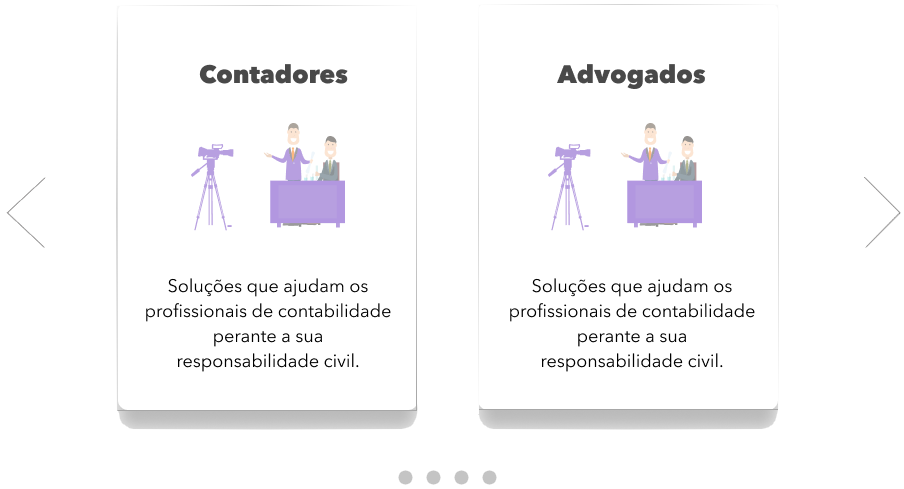 Contadores
Soluções que ajudam os
profissionais de contabilidade
perante a sua
responsabilidade civil.
Advogados
Soluções que ajudam os
profissionais de contabilidade
perante a sua
responsabilidade civil.